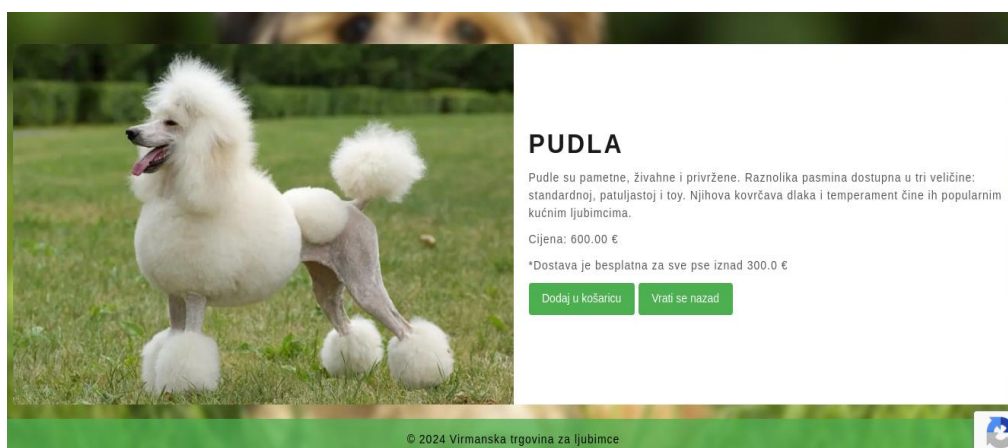 PUDLA
Pudle su pametne, živahne i privržene. Raznolika pasmina dostupna u tri veličine:
standardnoj, patuljastoj i toy. Njihova kovrčava dlaka i temperament čine ih popularnim
kućnim ljubimcima.
Cijena: 600.00 €
*Dostava je besplatna za sve pse iznad 300.0 €
Dodaj u košaricu Vrati se nazad
© 2024 Virmanska trgovina za ljubimce